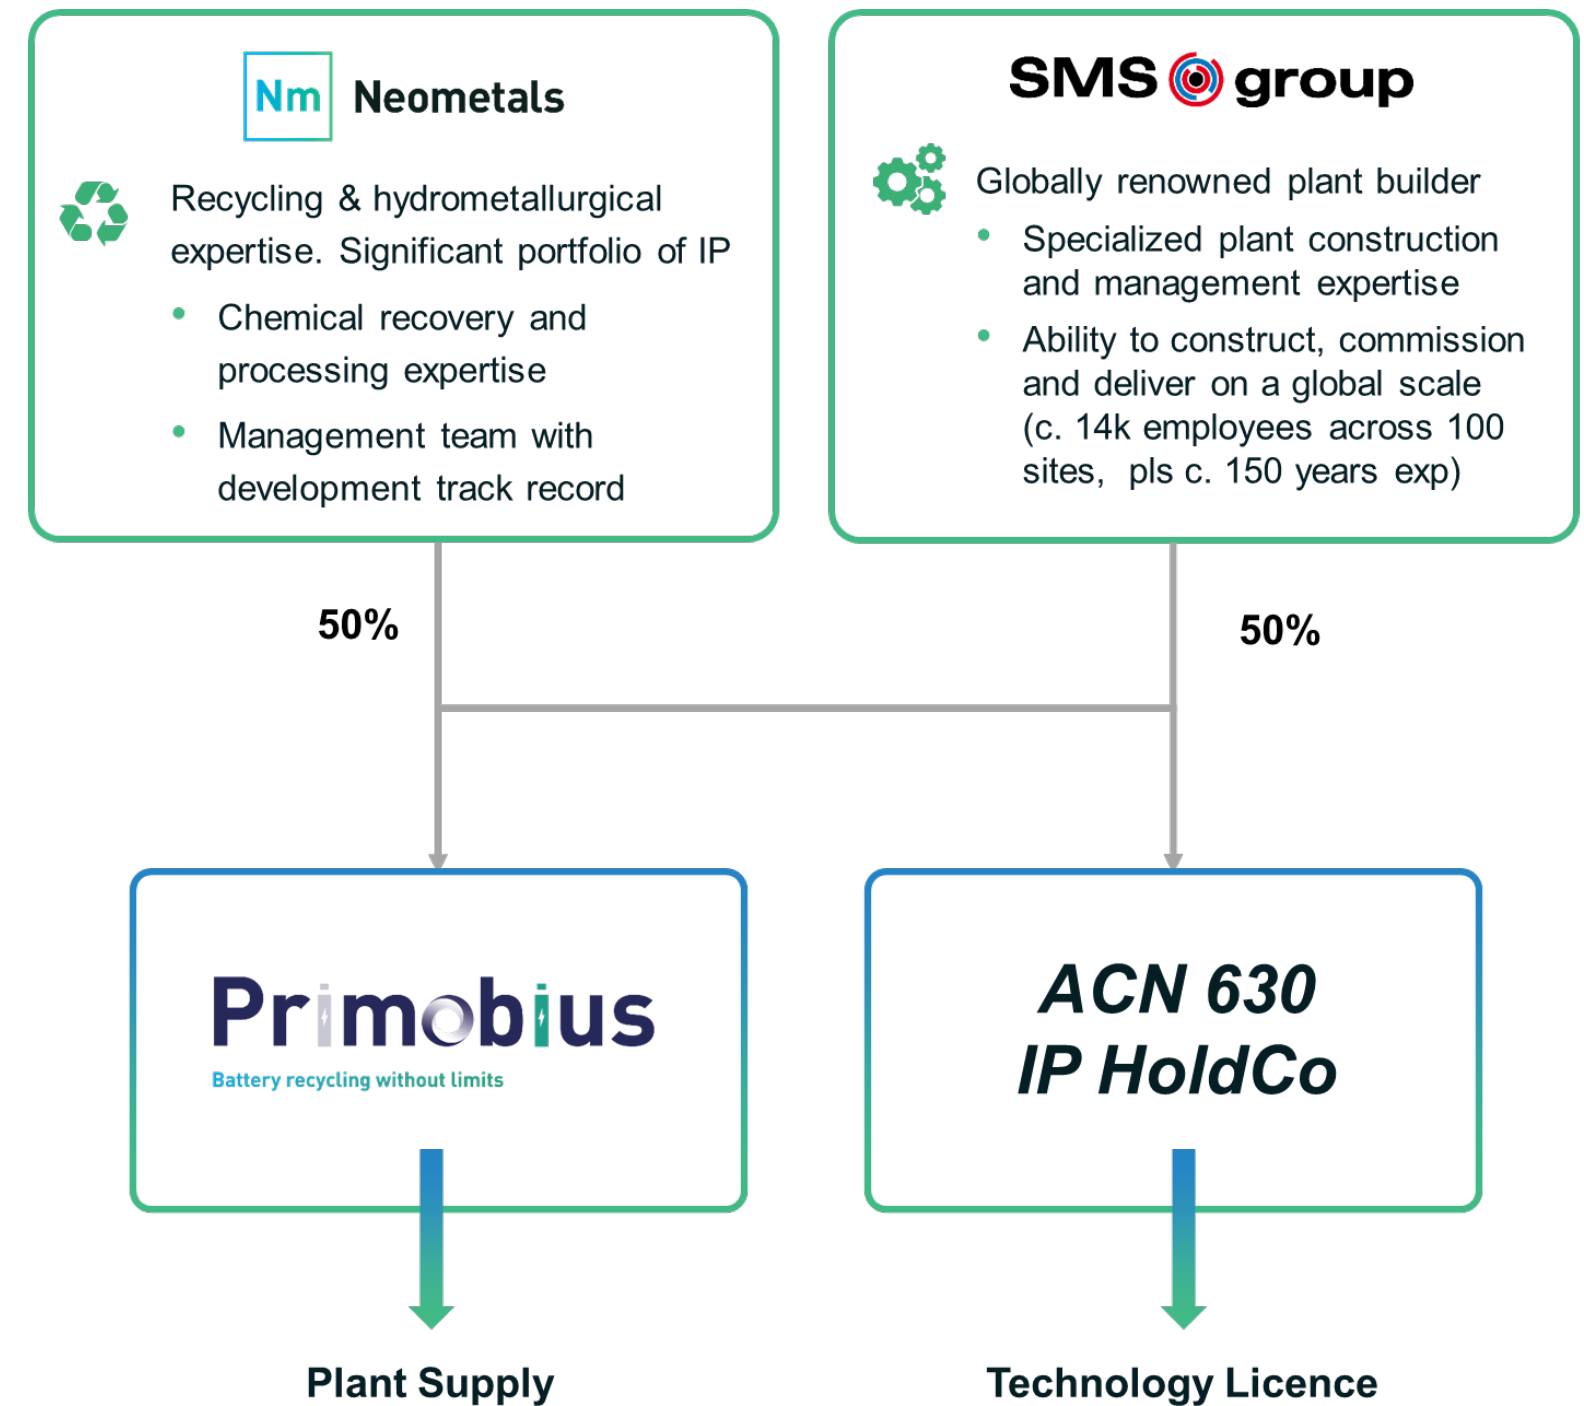 Nm Neometals
Recycling & hydrometallurgical
expertise. Significant portfolio of IP
• Chemical recovery and
processing expertise
• Management team with
development track record
SMS group
Globally renowned plant builder
• Specialized plant construction
and management expertise
• Ability to construct, commission
and deliver on a global scale
(c. 14k employees across 100
sites, pls c. 150 years exp)
50%
50%
Primobius
Battery recycling without limits
ACN 630
IP HoldCo
Plant Supply
Technology Licence